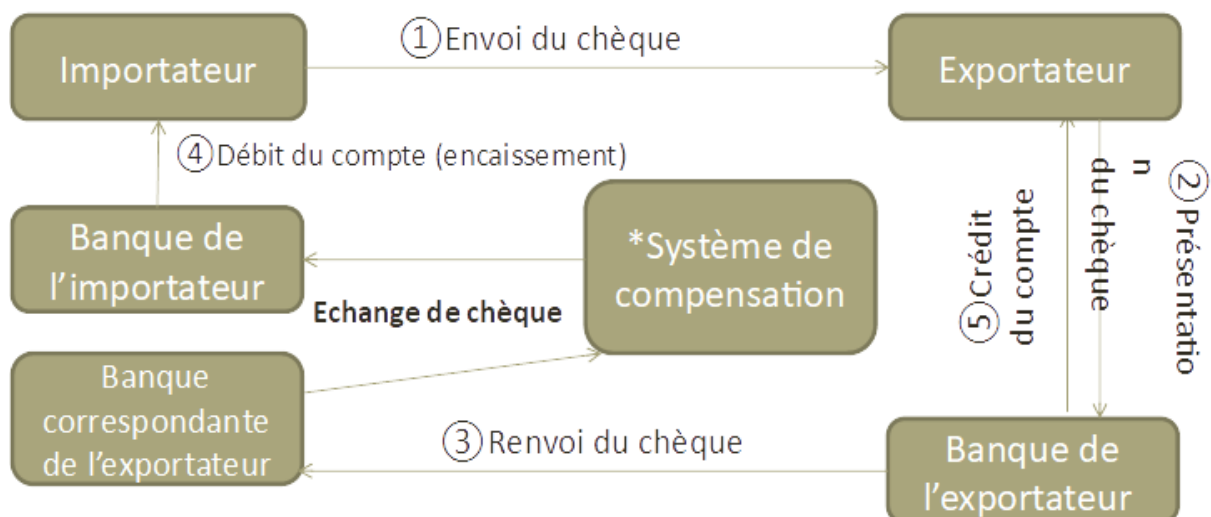 Importateur
① Envoi du chèque
Exportateur
④ Débit du compte (encaissement)
Banque de
l'importateur
*Système de
compensation
Echange de chèque
⑤ Crédit
du compte
② Présentatio
n
du chèque
Banque
correspondante
de l'exportateur
③ Renvoi du chèque
Banque de
l'exportateur